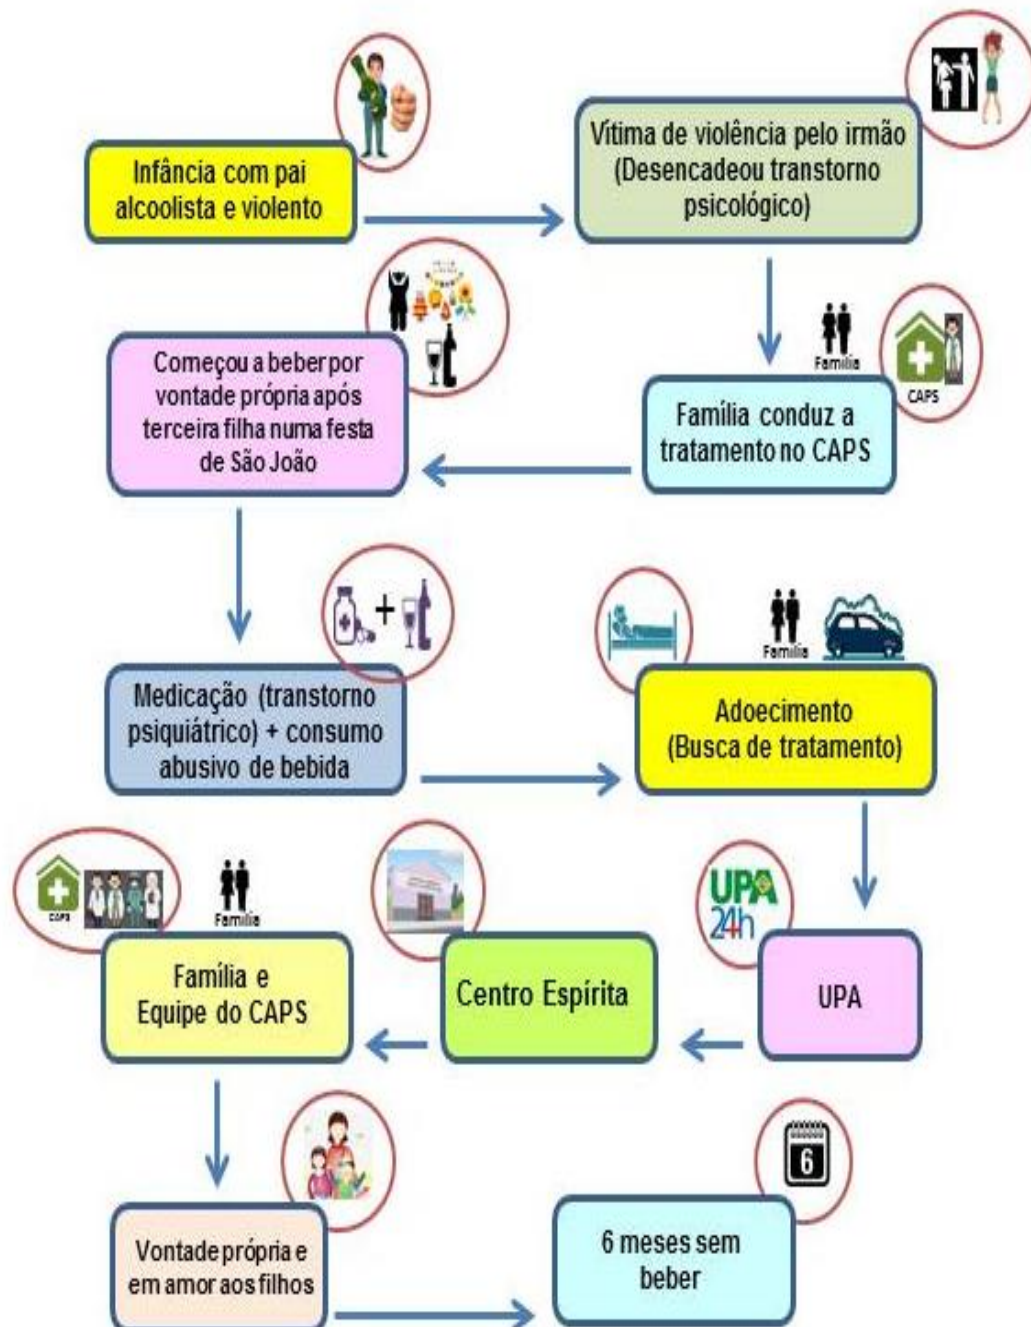 Infância com pai
alcoolista e violento
Vítima de violência pelo irmão
(Desencadeou transtorno
psicológico)
Família
CAPS
Família conduz a
tratamento no CAPS
Começou a beber por
vontade própria após
terceira filha numa festa
de São João
Medicação (transtorno
psiquiátrico) + consumo
abusivo de bebida
+
Família
Adoecimento
(Busca de tratamento)
UPA
24h
UPA
Centro Espírita
CAPS
Família
Família e
Equipe do CAPS
Vontade própria e
em amor aos filhos
6
6 meses sem
beber